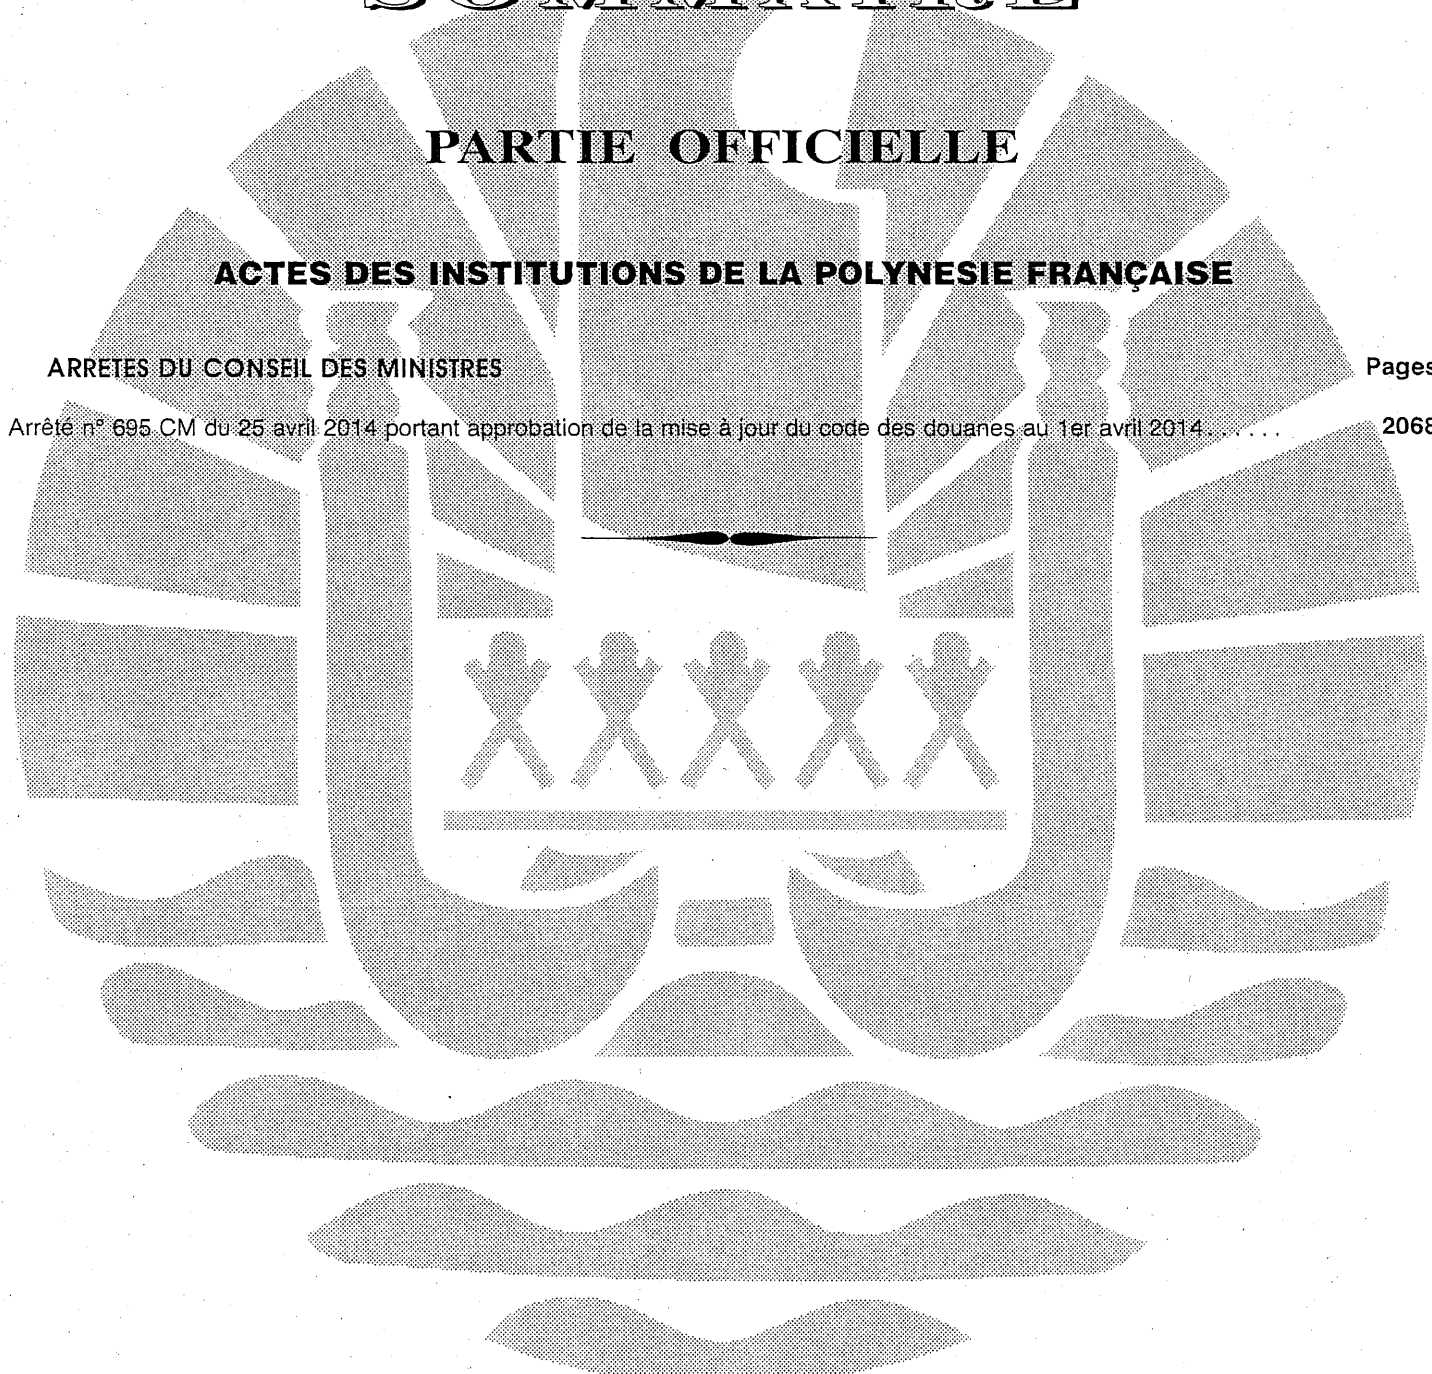 SOMMAIRE
PARTIE OFFICIELLE
ACTES DES INSTITUTIONS DE LA POLYNESIE FRANÇAISE
ARRETES DU CONSEIL DES MINISTRES Pages
Arrêté n° 695 CM du 25 avril 2014 portant approbation de la mise à jour du code des douanes au 1er avril 2014....... 2068